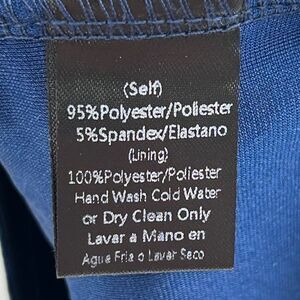 (Self)
95%Polyester/Poliester
5%Spandex/Elastano
(Lining)
100%Polyester/Poliester
Hand Wash Cold Water
or Dry Clean Only
Lavar a Mano en
Agua Fria o Lavar Seco